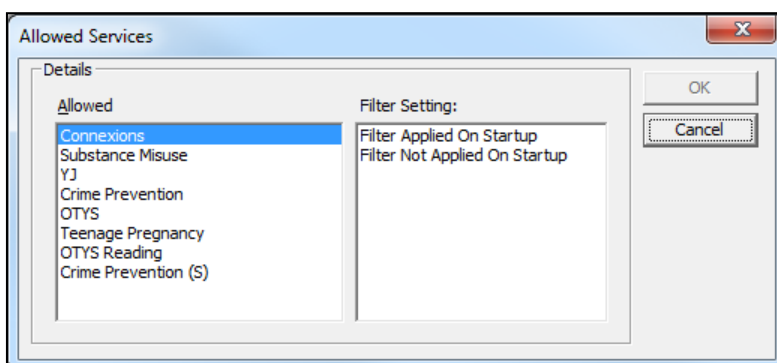 Allowed Services
Details
Allowed
Connexions
Substance Misuse
YJ
Crime Prevention
OTYS
Teenage Pregnancy
OTYS Reading
Crime Prevention (S)
Filter Setting:
Filter Applied On Startup
Filter Not Applied On Startup
OK
Cancel